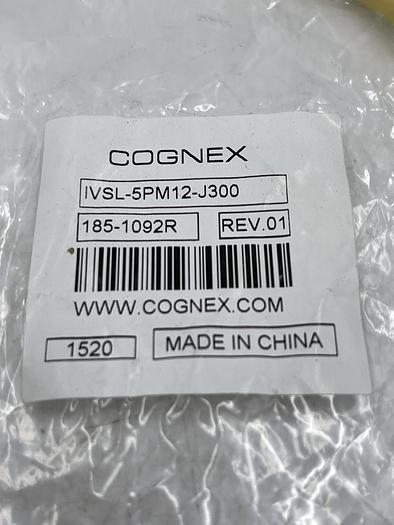 COGNEX
IVSL-5PM12-J300
185-1092R REV.01
WWW.COGNEX.COM
1520 MADE IN CHINA